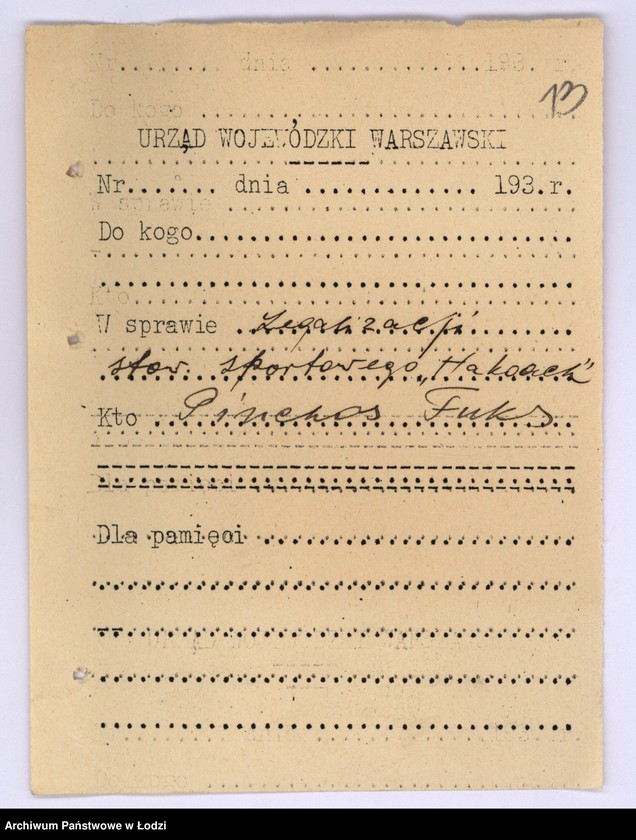 13
URZĄD WOJEWÓDZKI WARSZAWSKI
Nr....... dnia ............. 193.r.
Do kogo.............................
W sprawie Legalizacji
stow. sportowego „Hakoach"
Kto Pinchos Fuks
Dla pamięci
Archiwum Państwowe w Łodzi